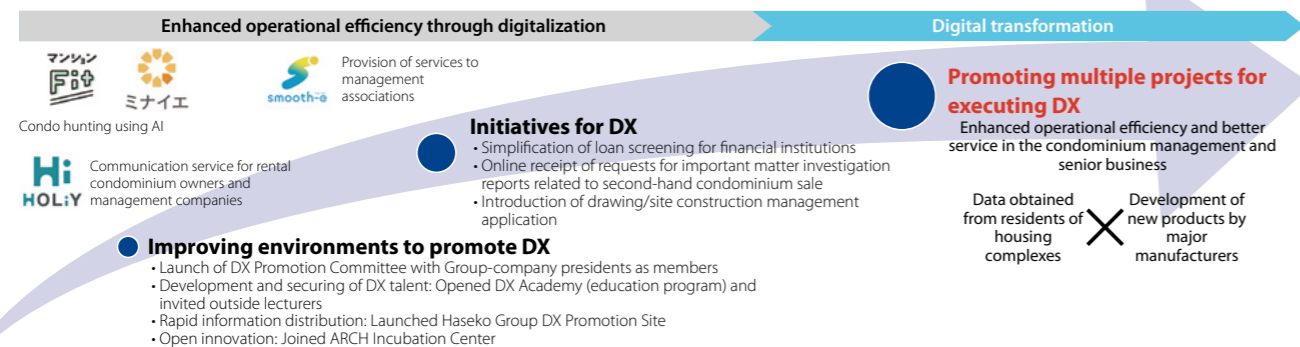 Enhanced operational efficiency through digitalization
Digital transformation
マンション
Fit
ミナイエ
Condo hunting using AI
smooth-e
Provision of services to
management
associations
Hi
HOLiY
Communication service for rental
condominium owners and
management companies
Initiatives for DX
• Simplification of loan screening for financial institutions
• Online receipt of requests for important matter investigation
reports related to second-hand condominium sale
• Introduction of drawing/site construction management
application
Improving environments to promote DX
• Launch of DX Promotion Committee with Group-company presidents as members
• Development and securing of DX talent: Opened DX Academy (education program) and
invited outside lecturers
• Rapid information distribution: Launched Haseko Group DX Promotion Site
• Open innovation: Joined ARCH Incubation Center
Promoting multiple projects for
executing DX
Enhanced operational efficiency and better
service in the condominium management and
senior business
Data obtained
from residents of
housing
complexes
Development of
new products by
major
manufacturers